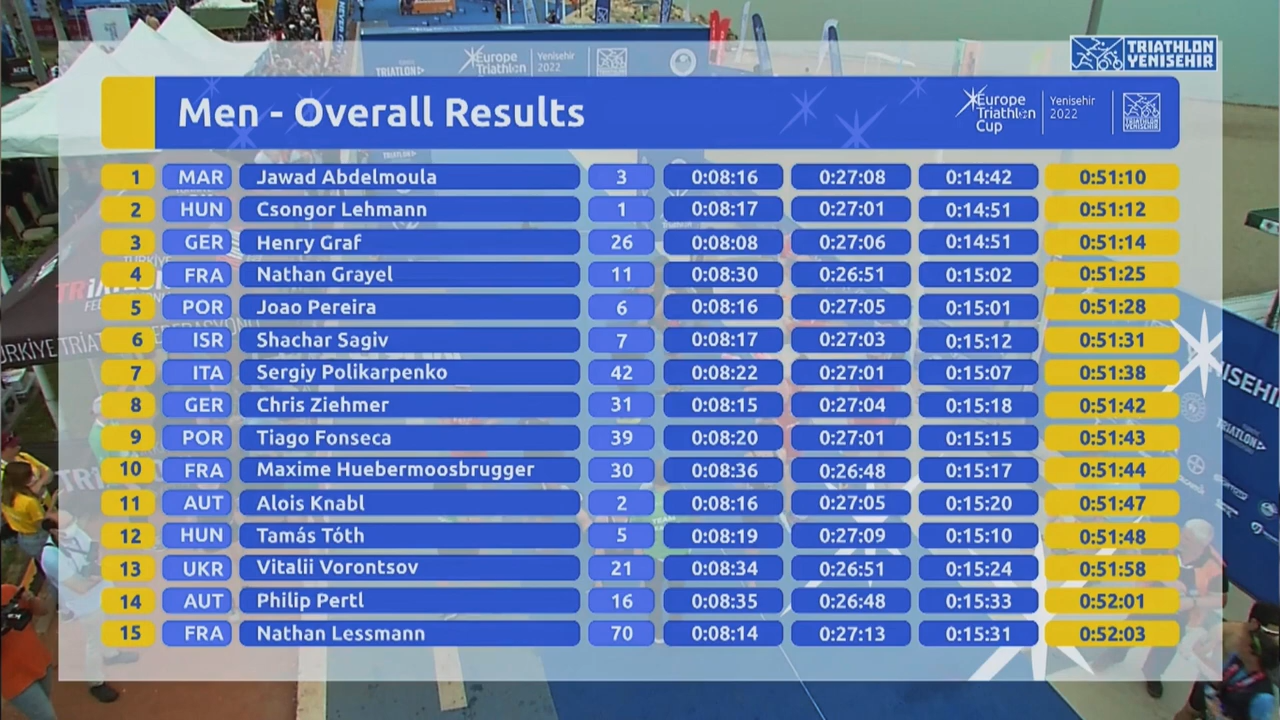 TRIATHLON
YENISEHIR
Europe Triathlon Yenisehir 2022
TRIATHLON
Men - Overall Results
Europe Triathlon Cup
Yenisehir 2022
TRIATHLON YENISEHIR
1 MAR Jawad Abdelmoula 3 0:08:16 0:27:08 0:14:42 0:51:10
2 HUN Csongor Lehmann 1 0:08:17 0:27:01 0:14:51 0:51:12
3 GER Henry Graf 26 0:08:08 0:27:06 0:14:51 0:51:14
4 FRA Nathan Grayel 11 0:08:30 0:26:51 0:15:02 0:51:25
5 POR Joao Pereira 6 0:08:16 0:27:05 0:15:01 0:51:28
6 ISR Shachar Sagiv 7 0:08:17 0:27:03 0:15:12 0:51:31
7 ITA Sergiy Polikarpenko 42 0:08:22 0:27:01 0:15:07 0:51:38
8 GER Chris Ziehmer 31 0:08:15 0:27:04 0:15:18 0:51:42
9 POR Tiago Fonseca 39 0:08:20 0:27:01 0:15:15 0:51:43
10 FRA Maxime Huebermoosbrugger 30 0:08:36 0:26:48 0:15:17 0:51:44
11 AUT Alois Knabl 2 0:08:16 0:27:05 0:15:20 0:51:47
12 HUN Tamás Tóth 5 0:08:19 0:27:09 0:15:10 0:51:48
13 UKR Vitalii Vorontsov 21 0:08:34 0:26:51 0:15:24 0:51:58
14 AUT Philip Pertl 16 0:08:35 0:26:48 0:15:33 0:52:01
15 FRA Nathan Lessmann 70 0:08:14 0:27:13 0:15:31 0:52:03